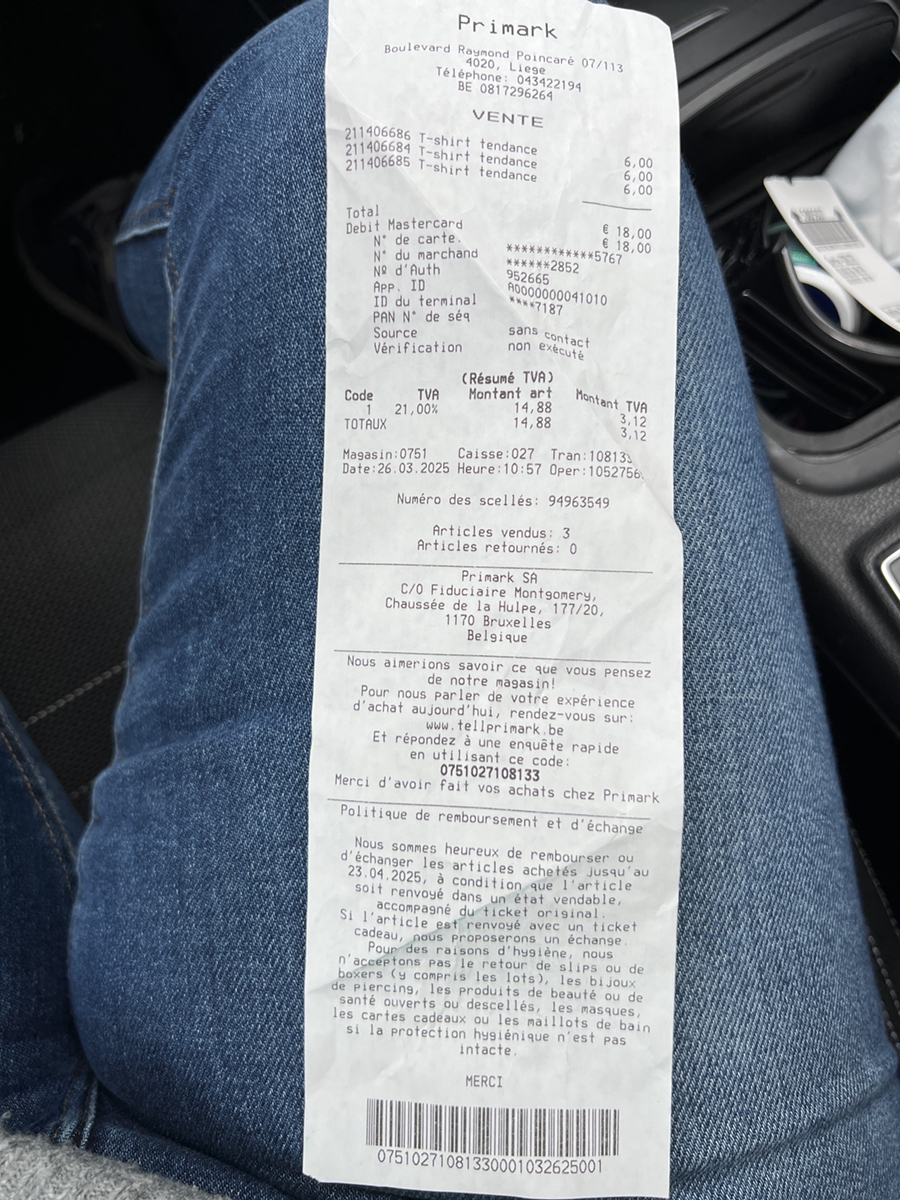 Primark
Boulevard Raymond Poincaré 07/113
4020, Liege
Téléphone: 043422194
BE 0817296264
VENTE
211406686 T-shirt tendance 6,00
211406684 T-shirt tendance 6,00
211406685 T-shirt tendance 6,00
Total € 18,00
Debit Mastercard € 18,00
N° de carte. ************5767
N° du marchand ******2852
Nº d'Auth 952665
App. ID A0000000041010
ID du terminal ****7187
PAN N° de séq
Source sans contact
Vérification non exécuté
(Résumé TVA)
Code TVA Montant art Montant TVA
1 21,00% 14,88 3,12
TOTAUX 14,88 3,12
Magasin:0751 Caisse:027 Tran:108133
Date:26.03.2025 Heure:10:57 Oper:1052756
Numéro des scellés: 94963549
Articles vendus: 3
Articles retournés: 0
Primark SA
C/O Fiduciaire Montgomery,
Chaussée de la Hulpe, 177/20,
1170 Bruxelles
Belgique
Nous aimerions savoir ce que vous pensez
de notre magasin!
Pour nous parler de votre expérience
d'achat aujourd'hui, rendez-vous sur:
www.tellprimark.be
Et répondez à une enquête rapide
en utilisant ce code:
0751027108133
Merci d'avoir fait vos achats chez Primark
Politique de remboursement et d'échange
Nous sommes heureux de rembourser ou
d'échanger les articles achetés jusqu'au
23.04.2025, à condition que l'article
soit renvoyé dans un état vendable,
accompagné du ticket original.
Si l'article est renvoyé avec un ticket
cadeau, nous proposerons un échange.
Pour des raisons d'hygiène, nous
n'acceptons pas le retour de slips ou de
boxers (y compris les lots), les bijoux
de piercing, les produits de beauté ou de
santé ouverts ou descellés, les masques,
les cartes cadeaux ou les maillots de bain
si la protection hygiénique n'est pas
intacte.
MERCI
07510271081330001032625001